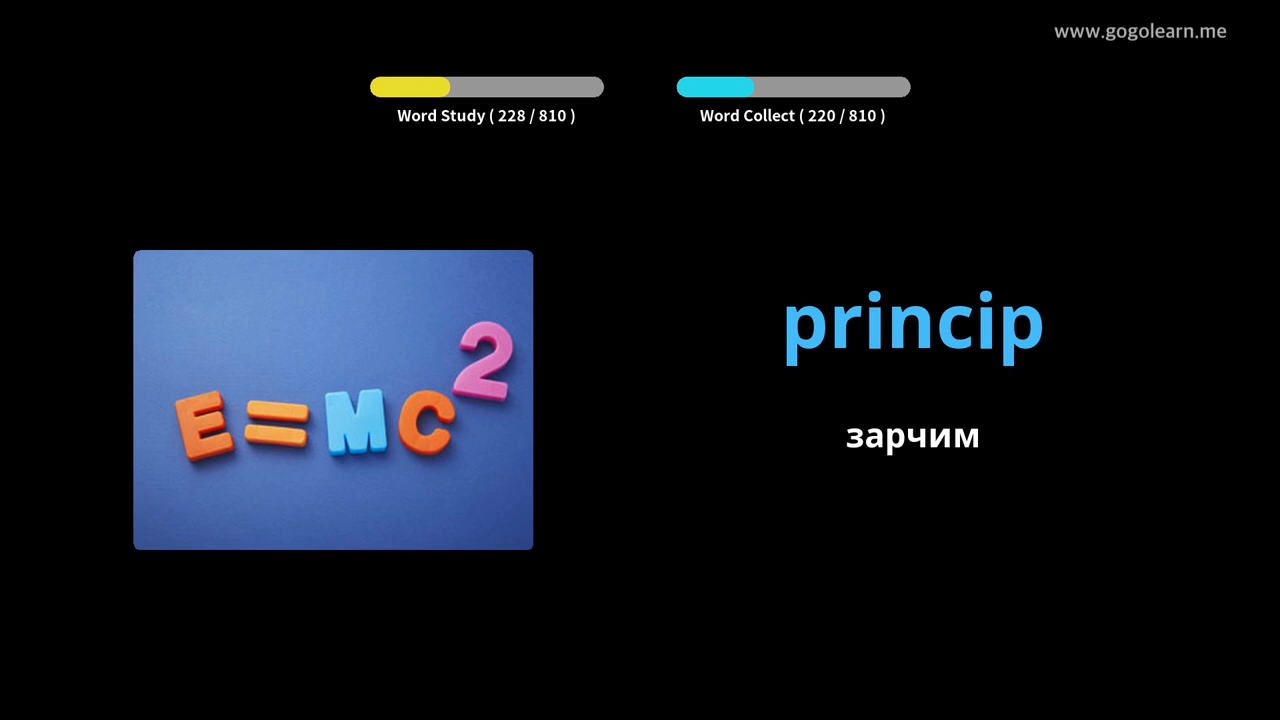 www.gogolearn.me
Word Study ( 228 / 810 )
Word Collect ( 220 / 810 )
E=MC²
princip
зарчим